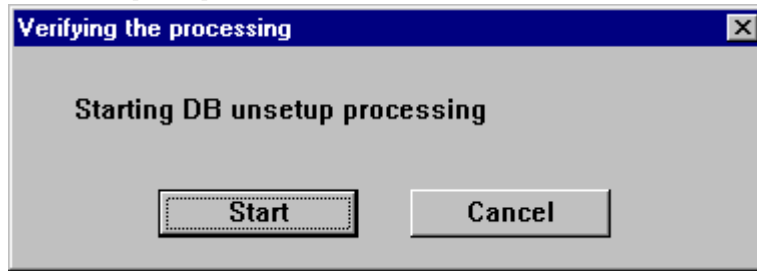 Verifying the processing
Starting DB unsetup processing
Start
Cancel